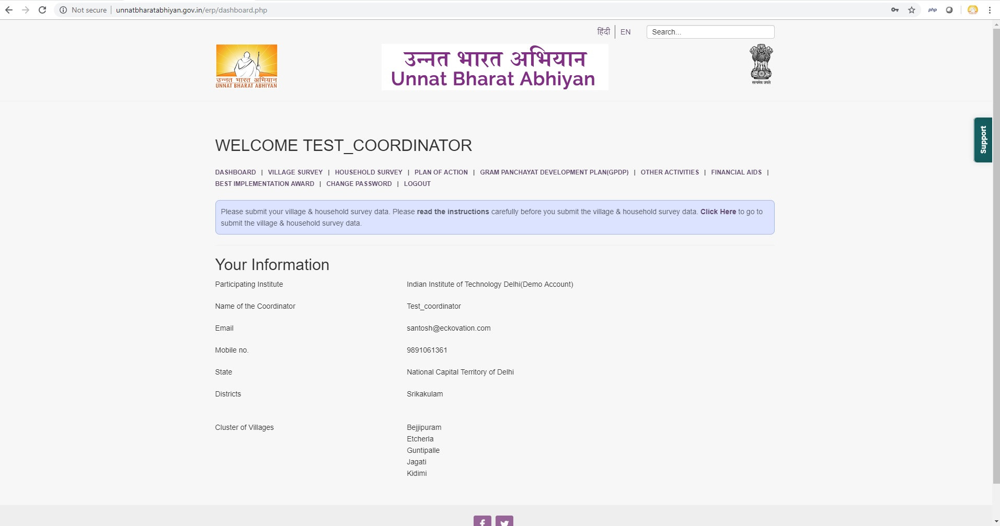 Not secure | unnatbharatabhiyan.gov.in/erp/dashboard.php
php
हिंदी | EN
Search...
उन्नत भारत अभियान
UNNAT BHARAT ABHIYAN
उन्नत भारत अभियान
Unnat Bharat Abhiyan
सत्यमेव जयते
Support
WELCOME TEST_COORDINATOR
DASHBOARD | VILLAGE SURVEY | HOUSEHOLD SURVEY | PLAN OF ACTION | GRAM PANCHAYAT DEVELOPMENT PLAN(GPDP) | OTHER ACTIVITIES | FINANCIAL AIDS |
BEST IMPLEMENTATION AWARD | CHANGE PASSWORD | LOGOUT
Please submit your village & household survey data. Please read the instructions carefully before you submit the village & household survey data. Click Here to go to
submit the village & household survey data.
Your Information
Participating Institute Indian Institute of Technology Delhi(Demo Account)
Name of the Coordinator Test_coordinator
Email santosh@eckovation.com
Mobile no. 9891061361
State National Capital Territory of Delhi
Districts Srikakulam
Cluster of Villages Bejjipuram
Etcherla
Guntipalle
Jagati
Kidimi